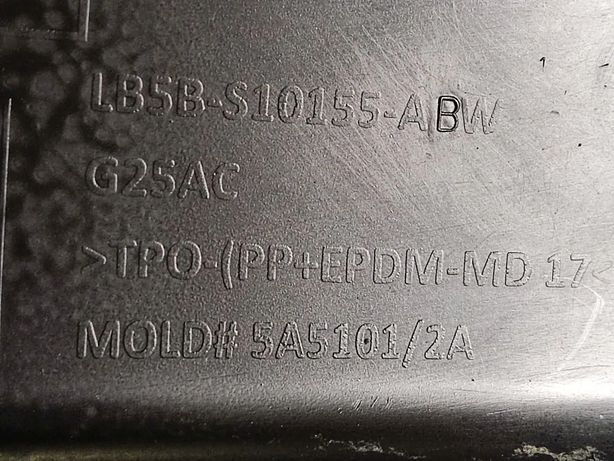 LB5B-S10155-ABW
G25AC
>TPO-(PP+EPDM-MD 17<
MOLD# 5A5101/2A